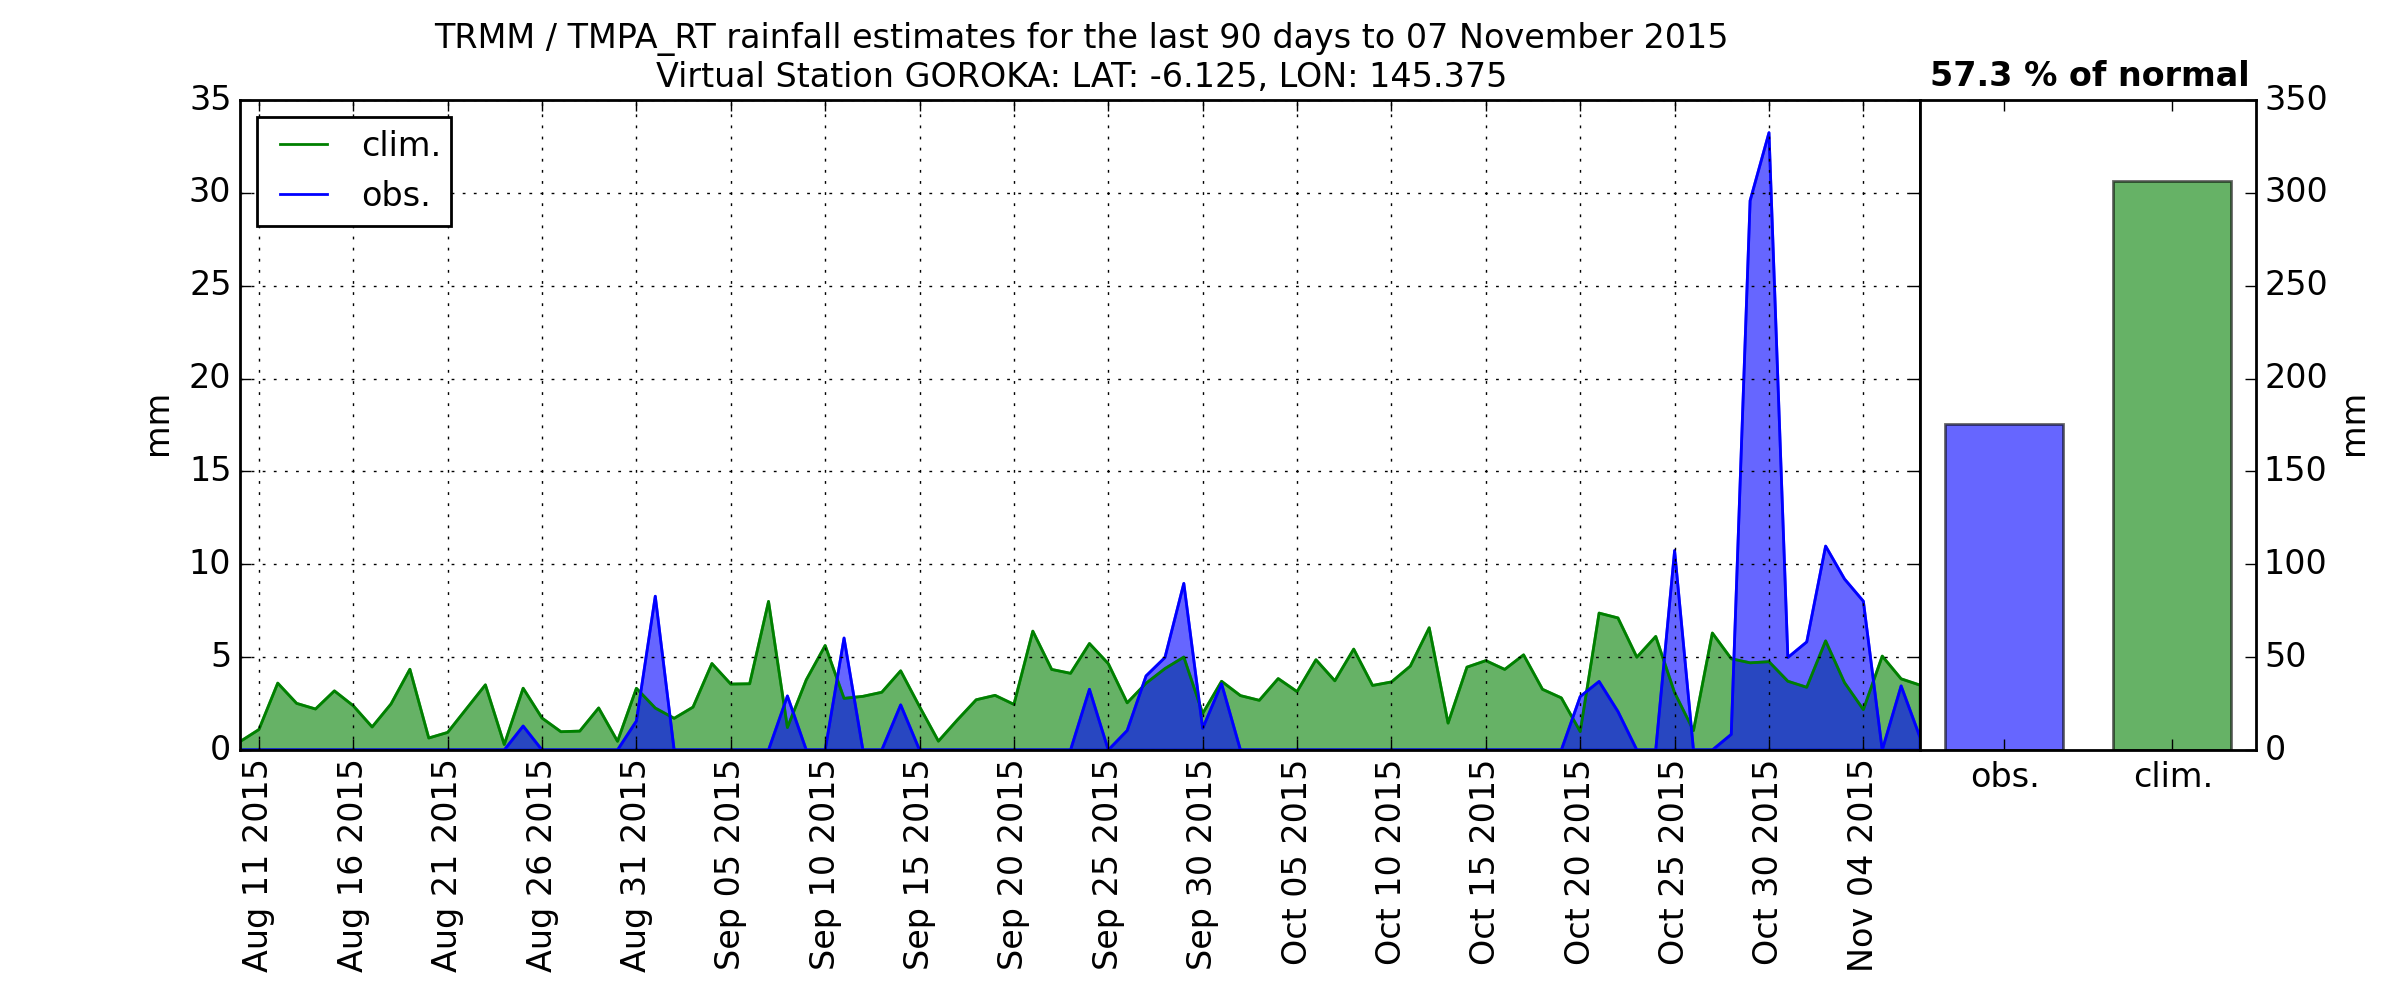 TRMM / TMPA_RT rainfall estimates for the last 90 days to 07 November 2015
Virtual Station GOROKA: LAT: -6.125, LON: 145.375
57.3 % of normal
clim.
obs.
35
30
25
20
15
10
5
0
mm
Aug 11 2015
Aug 16 2015
Aug 21 2015
Aug 26 2015
Aug 31 2015
Sep 05 2015
Sep 10 2015
Sep 15 2015
Sep 20 2015
Sep 25 2015
Sep 30 2015
Oct 05 2015
Oct 10 2015
Oct 15 2015
Oct 20 2015
Oct 25 2015
Oct 30 2015
Nov 04 2015
obs.
clim.
350
300
250
200
150
100
50
0
mm